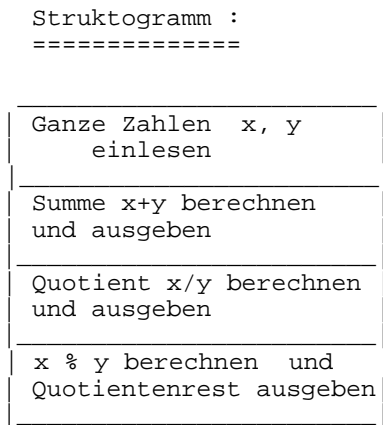 Struktogramm :
==============
Ganze Zahlen x, y
einlesen
Summe x+y berechnen
und ausgeben
Quotient x/y berechnen
und ausgeben
x % y berechnen und
Quotientenrest ausgeben